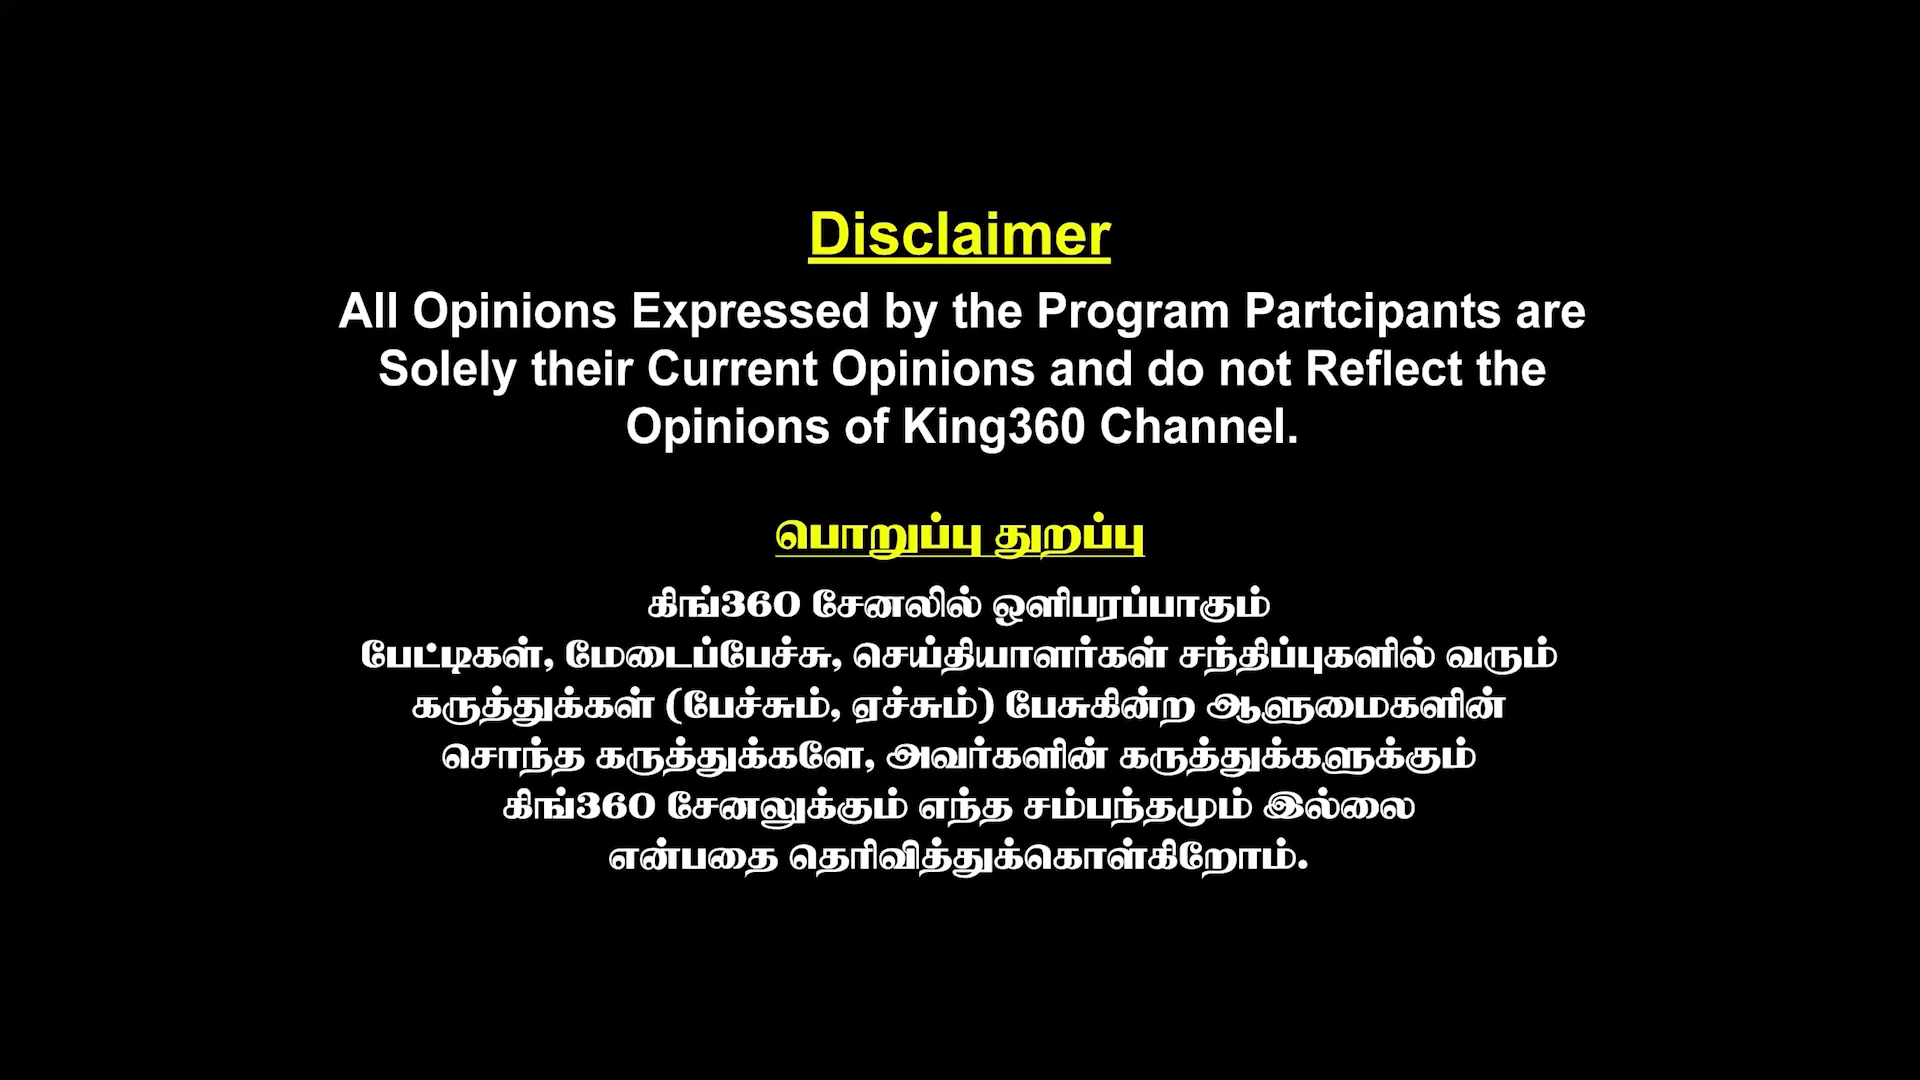 Disclaimer
All Opinions Expressed by the Program Partcipants are
Solely their Current Opinions and do not Reflect the
Opinions of King360 Channel.
பொறுப்பு துறப்பு
கிங்360 சேனலில் ஒளிபரப்பாகும்
பேட்டிகள், மேடைப்பேச்சு, செய்தியாளர்கள் சந்திப்புகளில் வரும்
கருத்துக்கள் (பேச்சும், ஏச்சும்) பேசுகின்ற ஆளுமைகளின்
சொந்த கருத்துக்களே, அவர்களின் கருத்துக்களுக்கும்
கிங்360 சேனலுக்கும் எந்த சம்பந்தமும் இல்லை
என்பதை தெரிவித்துக்கொள்கிறோம்.